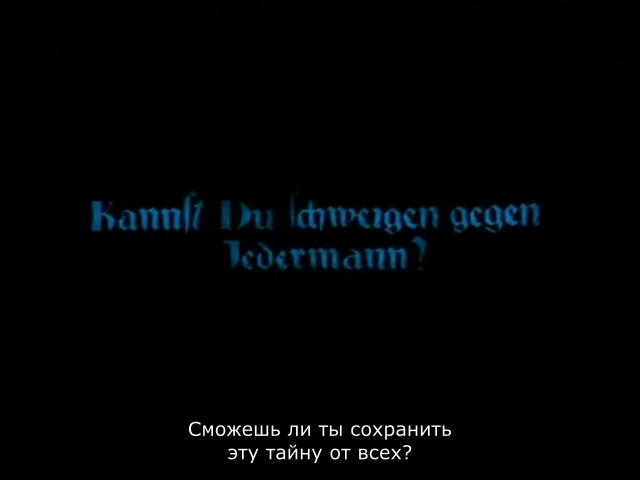 Kannſt Du ſchweigen gegen
Jedermann?
Сможешь ли ты сохранить
эту тайну от всех?